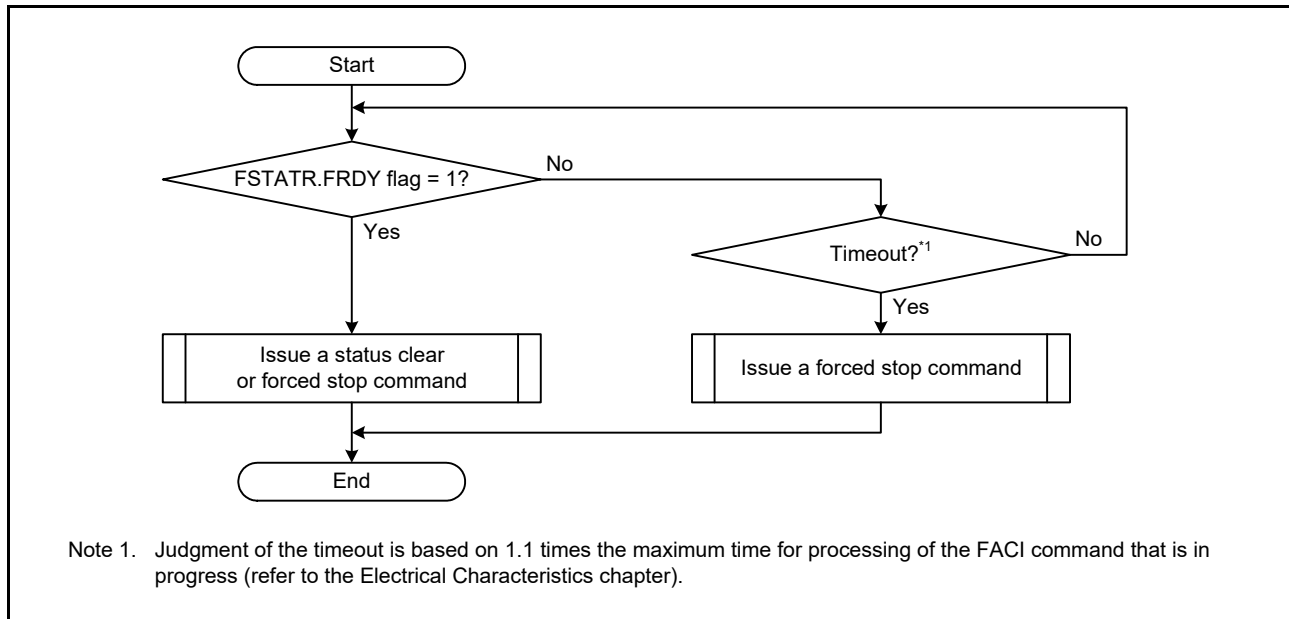 Start
FSTATR.FRDY flag = 1?
No
Yes
Timeout?*1
No
Yes
Issue a status clear
or forced stop command
Issue a forced stop command
End
Note 1. Judgment of the timeout is based on 1.1 times the maximum time for processing of the FACI command that is in
progress (refer to the Electrical Characteristics chapter).